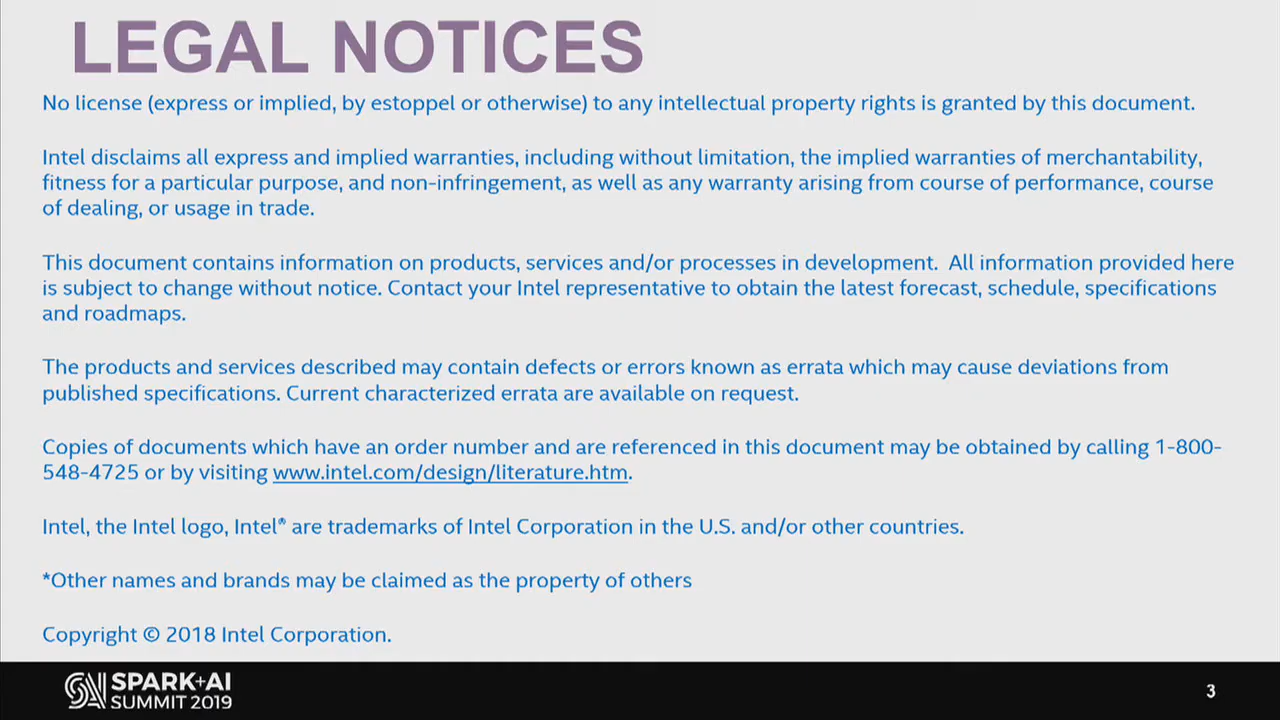 LEGAL NOTICES
No license (express or implied, by estoppel or otherwise) to any intellectual property rights is granted by this document.
Intel disclaims all express and implied warranties, including without limitation, the implied warranties of merchantability,
fitness for a particular purpose, and non-infringement, as well as any warranty arising from course of performance, course
of dealing, or usage in trade.
This document contains information on products, services and/or processes in development.  All information provided here
is subject to change without notice. Contact your Intel representative to obtain the latest forecast, schedule, specifications
and roadmaps.
The products and services described may contain defects or errors known as errata which may cause deviations from
published specifications. Current characterized errata are available on request.
Copies of documents which have an order number and are referenced in this document may be obtained by calling 1-800-
548-4725 or by visiting www.intel.com/design/literature.htm.
Intel, the Intel logo, Intel® are trademarks of Intel Corporation in the U.S. and/or other countries.
*Other names and brands may be claimed as the property of others
Copyright © 2018 Intel Corporation.
SPARK+AI
SUMMIT 2019
3